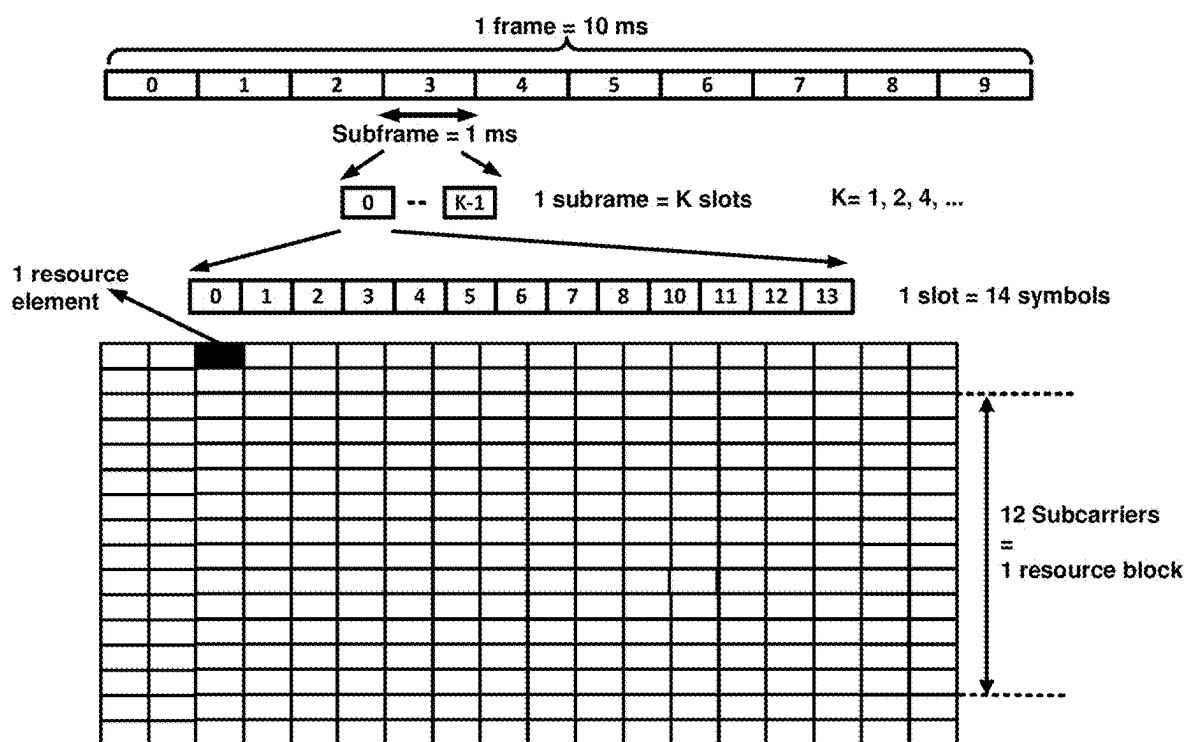 1 frame = 10 ms
0 1 2 3 4 5 6 7 8 9
Subframe = 1 ms
0 -- K-1 1 subrame = K slots K= 1, 2, 4, ...
1 resource
element
0 1 2 3 4 5 6 7 8 10 11 12 13 1 slot = 14 symbols
12 Subcarriers
=
1 resource block